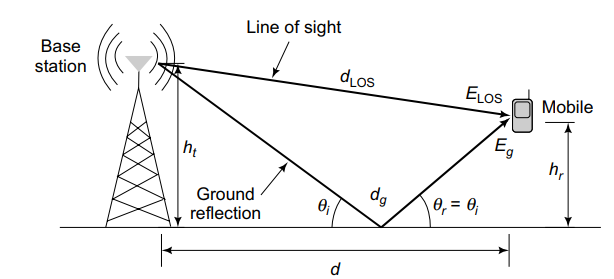 Line of sight
Base
station
d_LOS
E_LOS
Mobile
E_g
h_t
h_r
Ground
reflection
θ_i
d_g
θ_r = θ_i
d